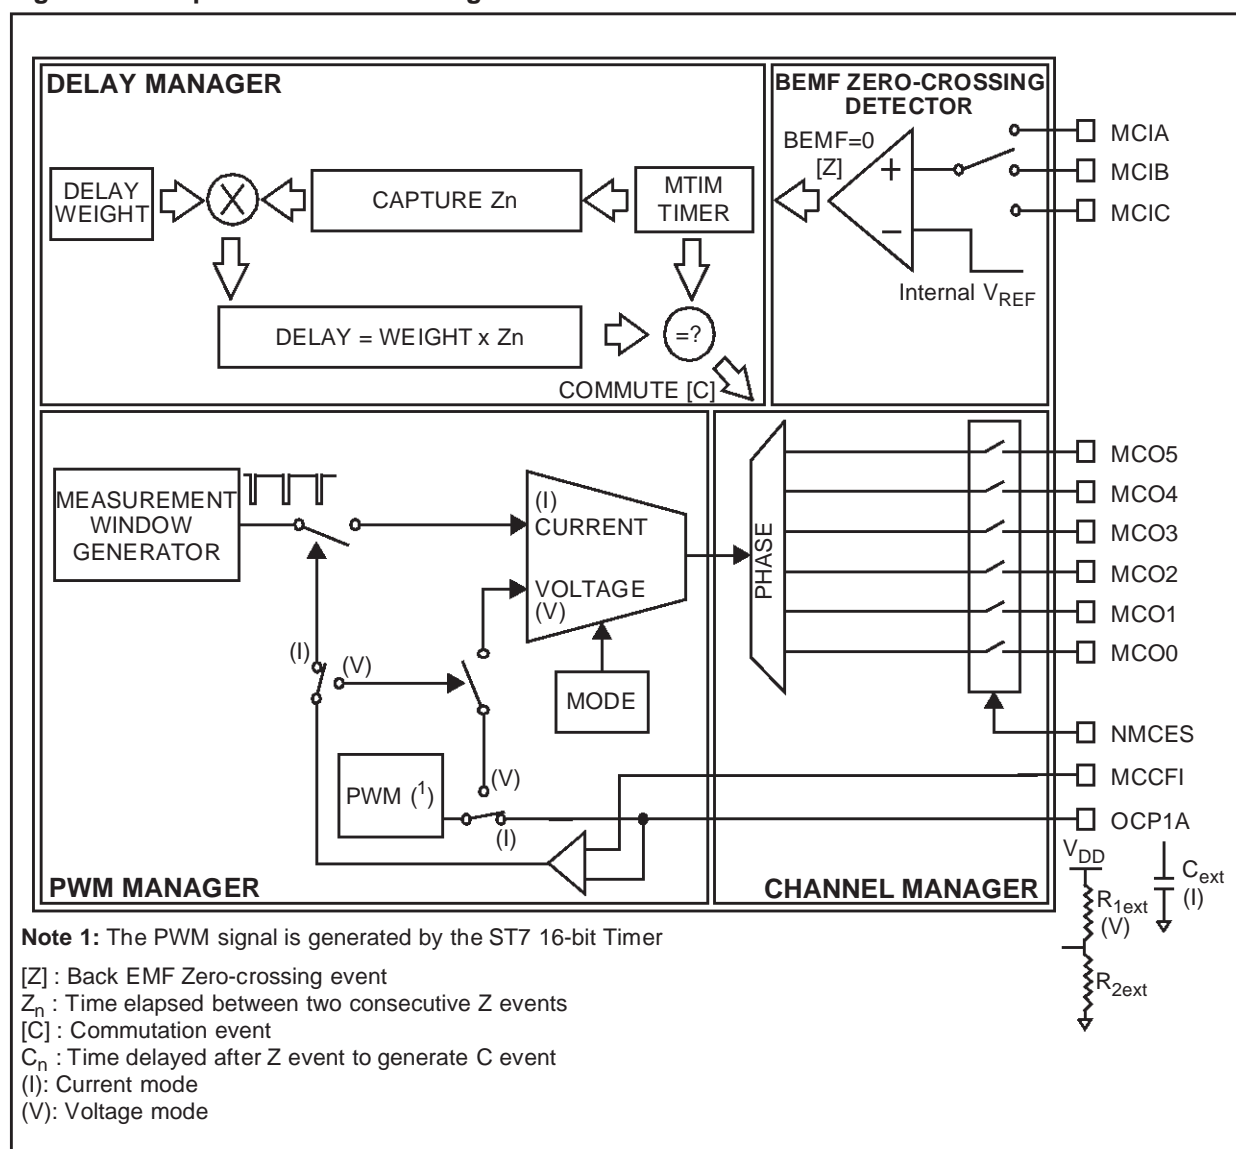 DELAY MANAGER
BEMF ZERO-CROSSING
DETECTOR
BEMF=0
[Z]
+
−
Internal VREF
MCIA
MCIB
MCIC
DELAY
WEIGHT
X
CAPTURE Zn
MTIM
TIMER
DELAY = WEIGHT x Zn
=?
COMMUTE [C]
MEASUREMENT
WINDOW
GENERATOR
(I)
CURRENT
VOLTAGE
(V)
(I)
(V)
MODE
PWM (1)
(V)
(I)
PWM MANAGER
PHASE
CHANNEL MANAGER
MCO5
MCO4
MCO3
MCO2
MCO1
MCO0
NMCES
MCCFI
OCP1A
VDD
R1ext
(V)
R2ext
Cext
(I)
Note 1: The PWM signal is generated by the ST7 16-bit Timer
[Z] : Back EMF Zero-crossing event
Zn : Time elapsed between two consecutive Z events
[C] : Commutation event
Cn : Time delayed after Z event to generate C event
(I): Current mode
(V): Voltage mode